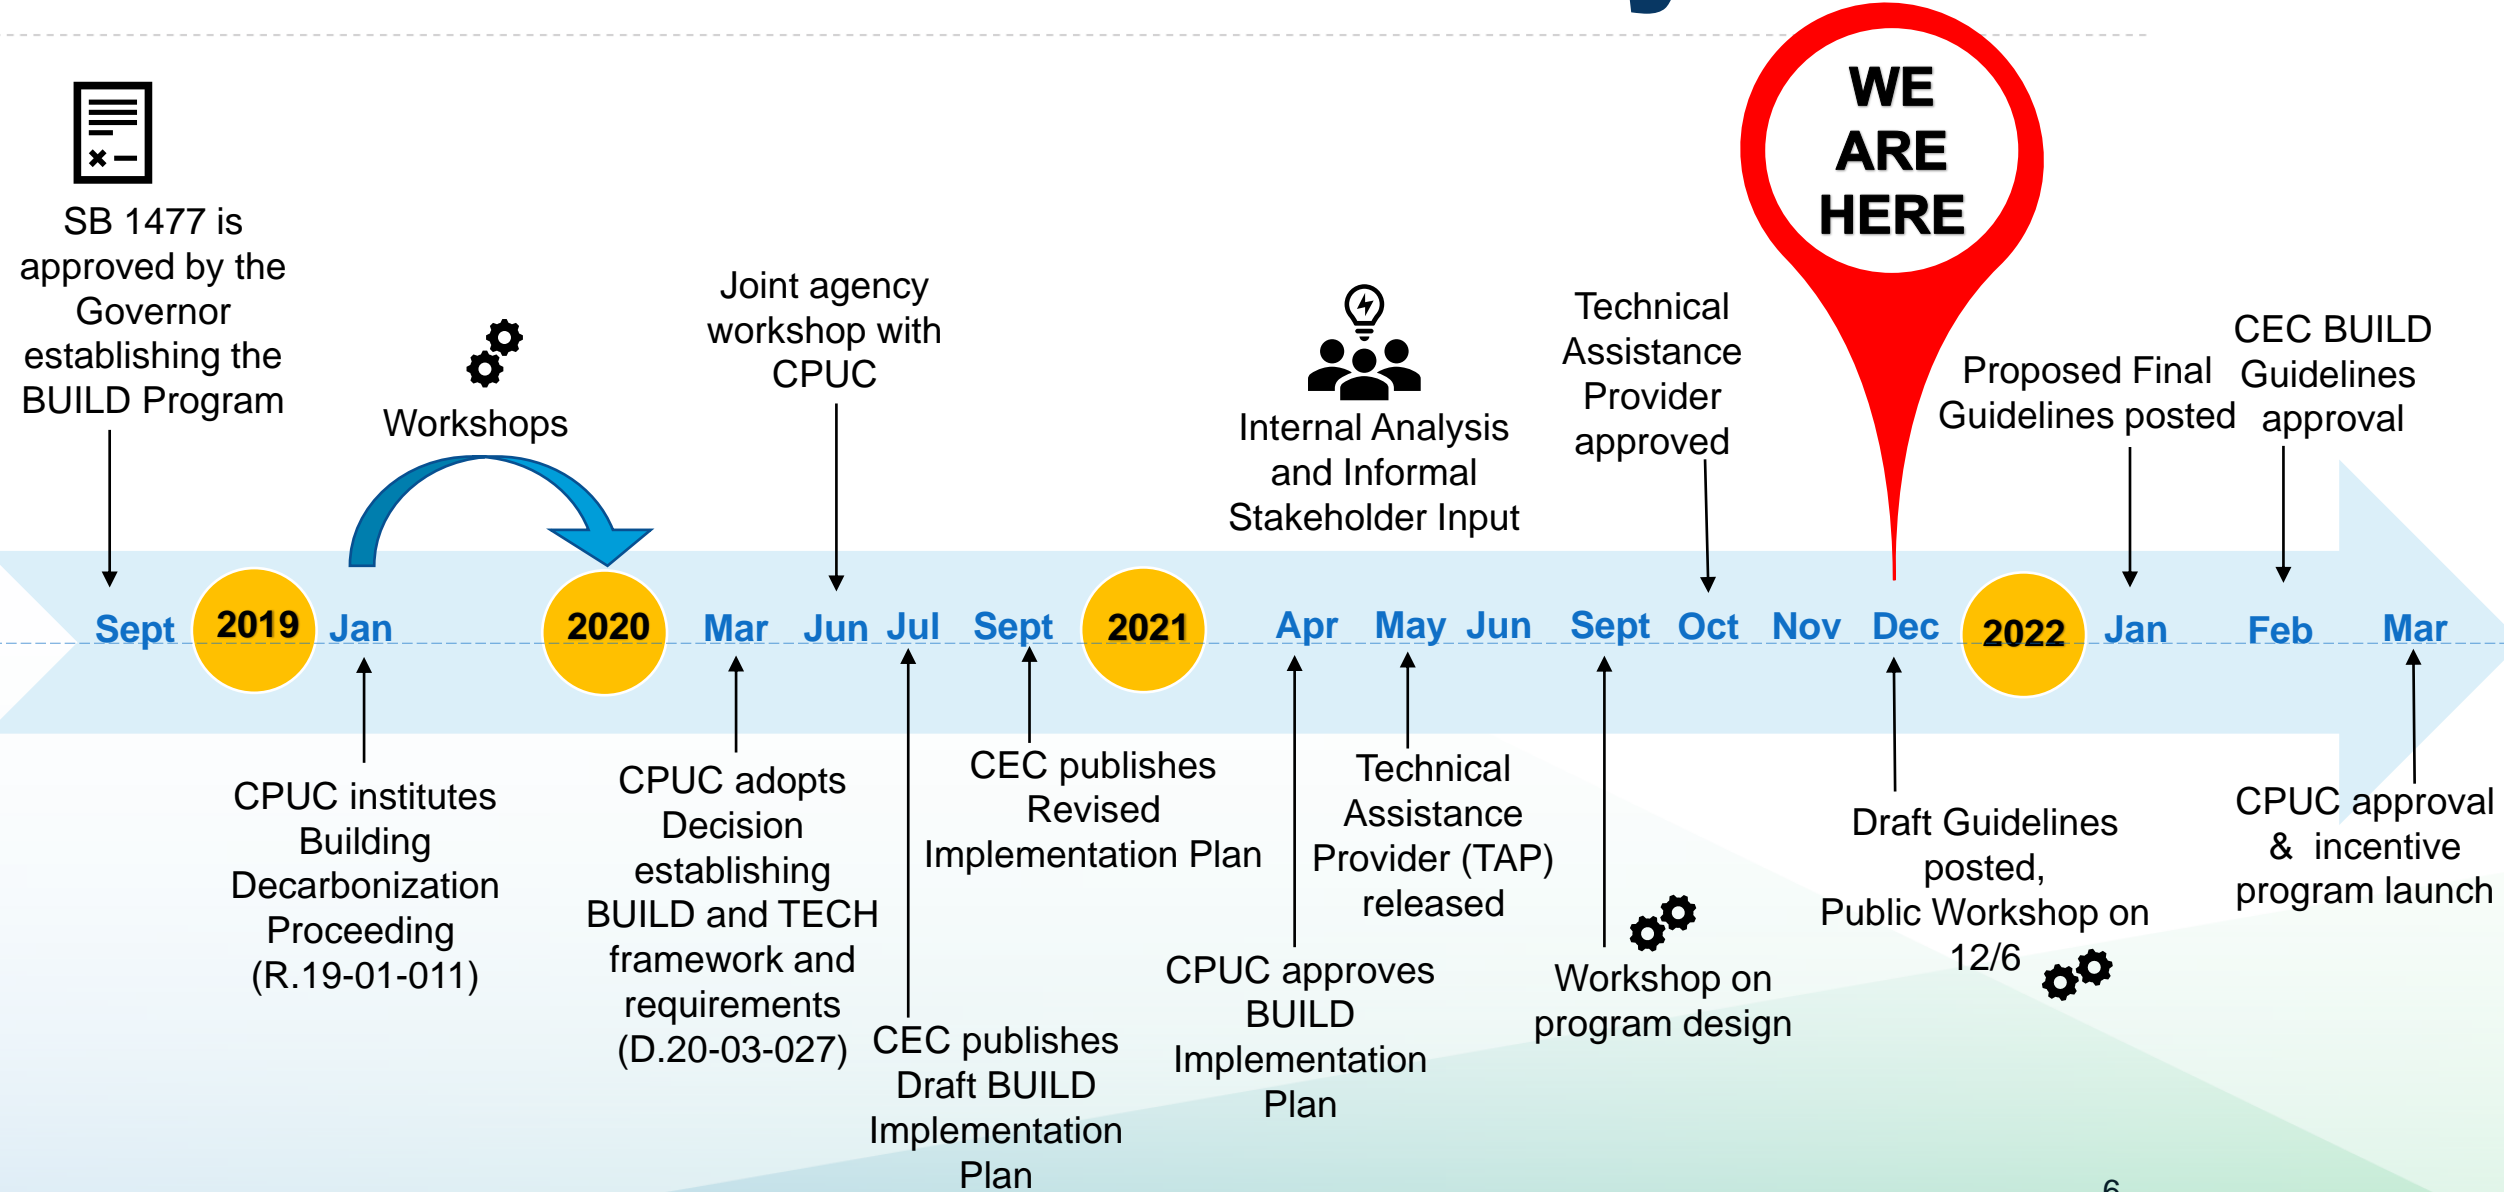 WE
ARE
HERE
SB 1477 is
approved by the
Governor
establishing the
BUILD Program
Workshops
Joint agency
workshop with
CPUC
Internal Analysis
and Informal
Stakeholder Input
Technical
Assistance
Provider
approved
Proposed Final
Guidelines posted
CEC BUILD
Guidelines
approval
Sept 2019 Jan 2020 Mar Jun Jul Sept 2021 Apr May Jun Sept Oct Nov Dec 2022 Jan Feb Mar
CPUC institutes
Building
Decarbonization
Proceeding
(R.19-01-011)
CPUC adopts
Decision
establishing
BUILD and TECH
framework and
requirements
(D.20-03-027)
CEC publishes
Draft BUILD
Implementation
Plan
CEC publishes
Revised
Implementation Plan
CPUC approves
BUILD
Implementation
Plan
Technical
Assistance
Provider (TAP)
released
Workshop on
program design
Draft Guidelines
posted,
Public Workshop on
12/6
CPUC approval
& incentive
program launch